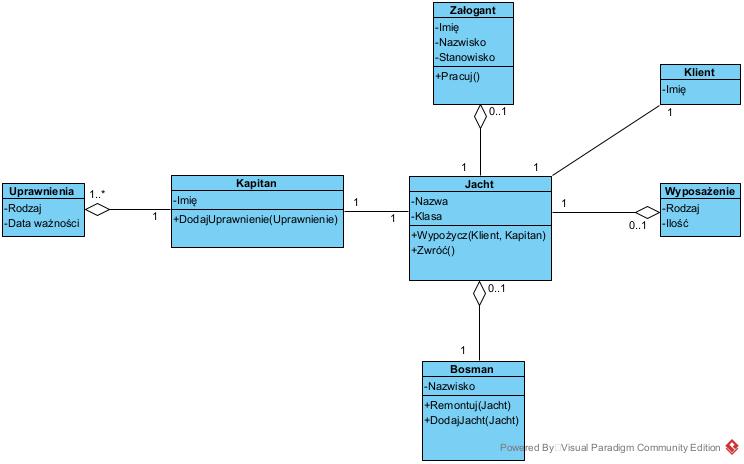 Załogant
-Imię
-Nazwisko
-Stanowisko
+Pracuj()
0..1
Klient
-Imię
1
1
1
Uprawnienia
-Rodzaj
-Data ważności
1..*
1
Kapitan
-Imię
+DodajUprawnienie(Uprawnienie)
1
1
Jacht
-Nazwa
-Klasa
+Wypożycz(Klient, Kapitan)
+Zwróć()
1
0..1
Wyposażenie
-Rodzaj
-Ilość
0..1
1
Bosman
-Nazwisko
+Remontuj(Jacht)
+DodajJacht(Jacht)
Powered By Visual Paradigm Community Edition